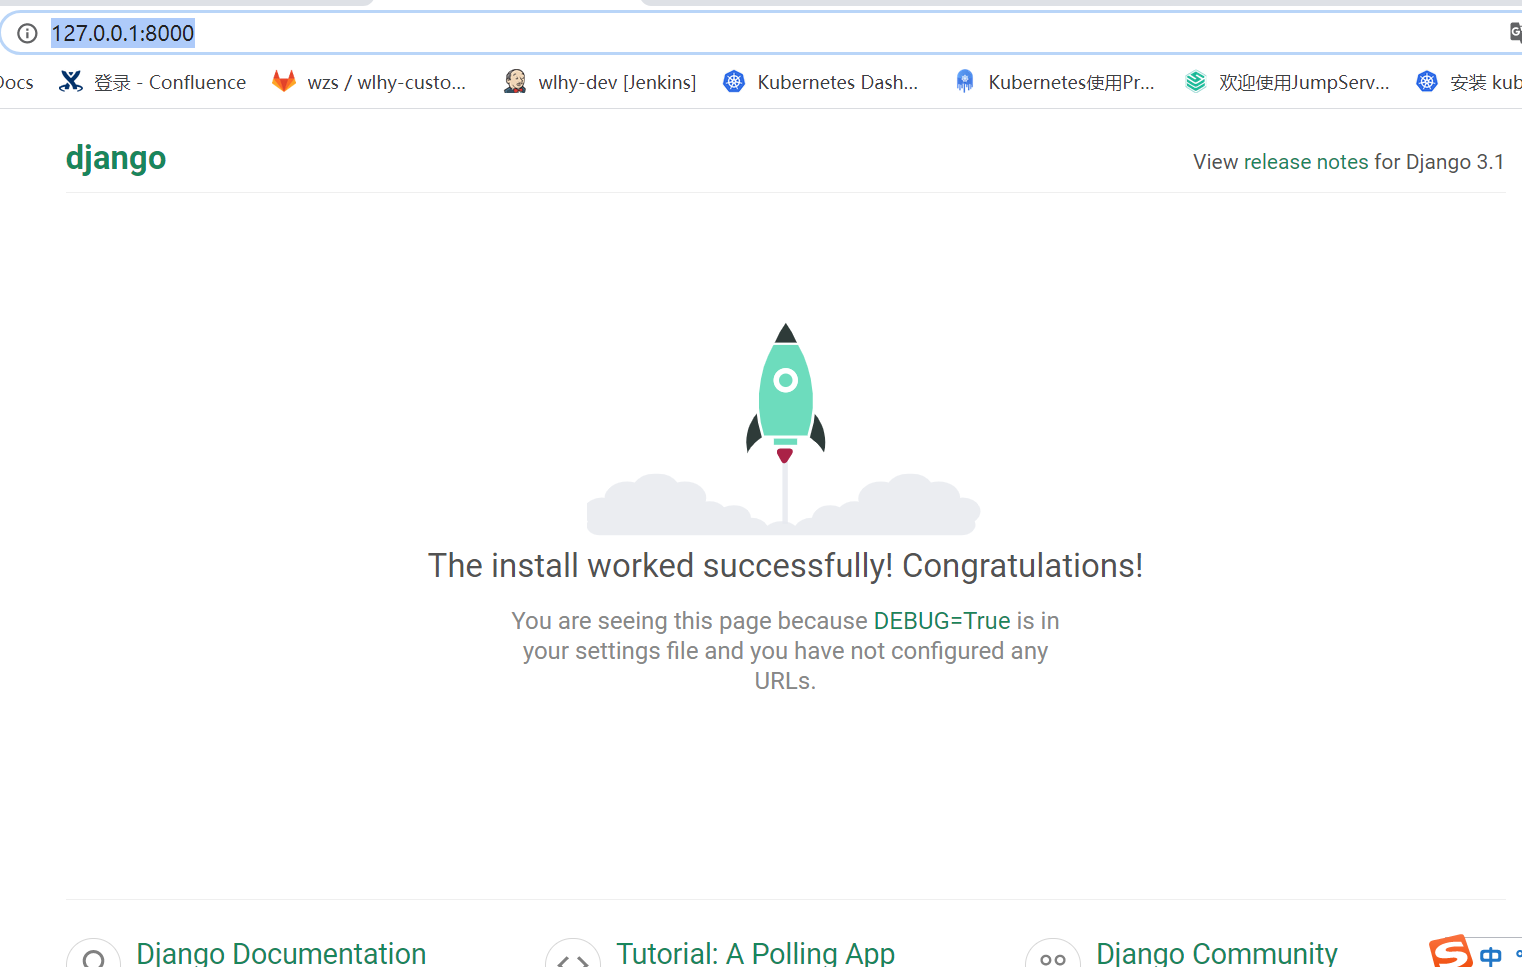 127.0.0.1:8000
Docs 登录 - Confluence wzs / wlhy-custo... wlhy-dev [Jenkins] Kubernetes Dash... Kubernetes使用Pr... 欢迎使用JumpServ... 安装 kub
django
View release notes for Django 3.1
The install worked successfully! Congratulations!
You are seeing this page because DEBUG=True is in
your settings file and you have not configured any
URLs.
Django Documentation Tutorial: A Polling App Django Community
中